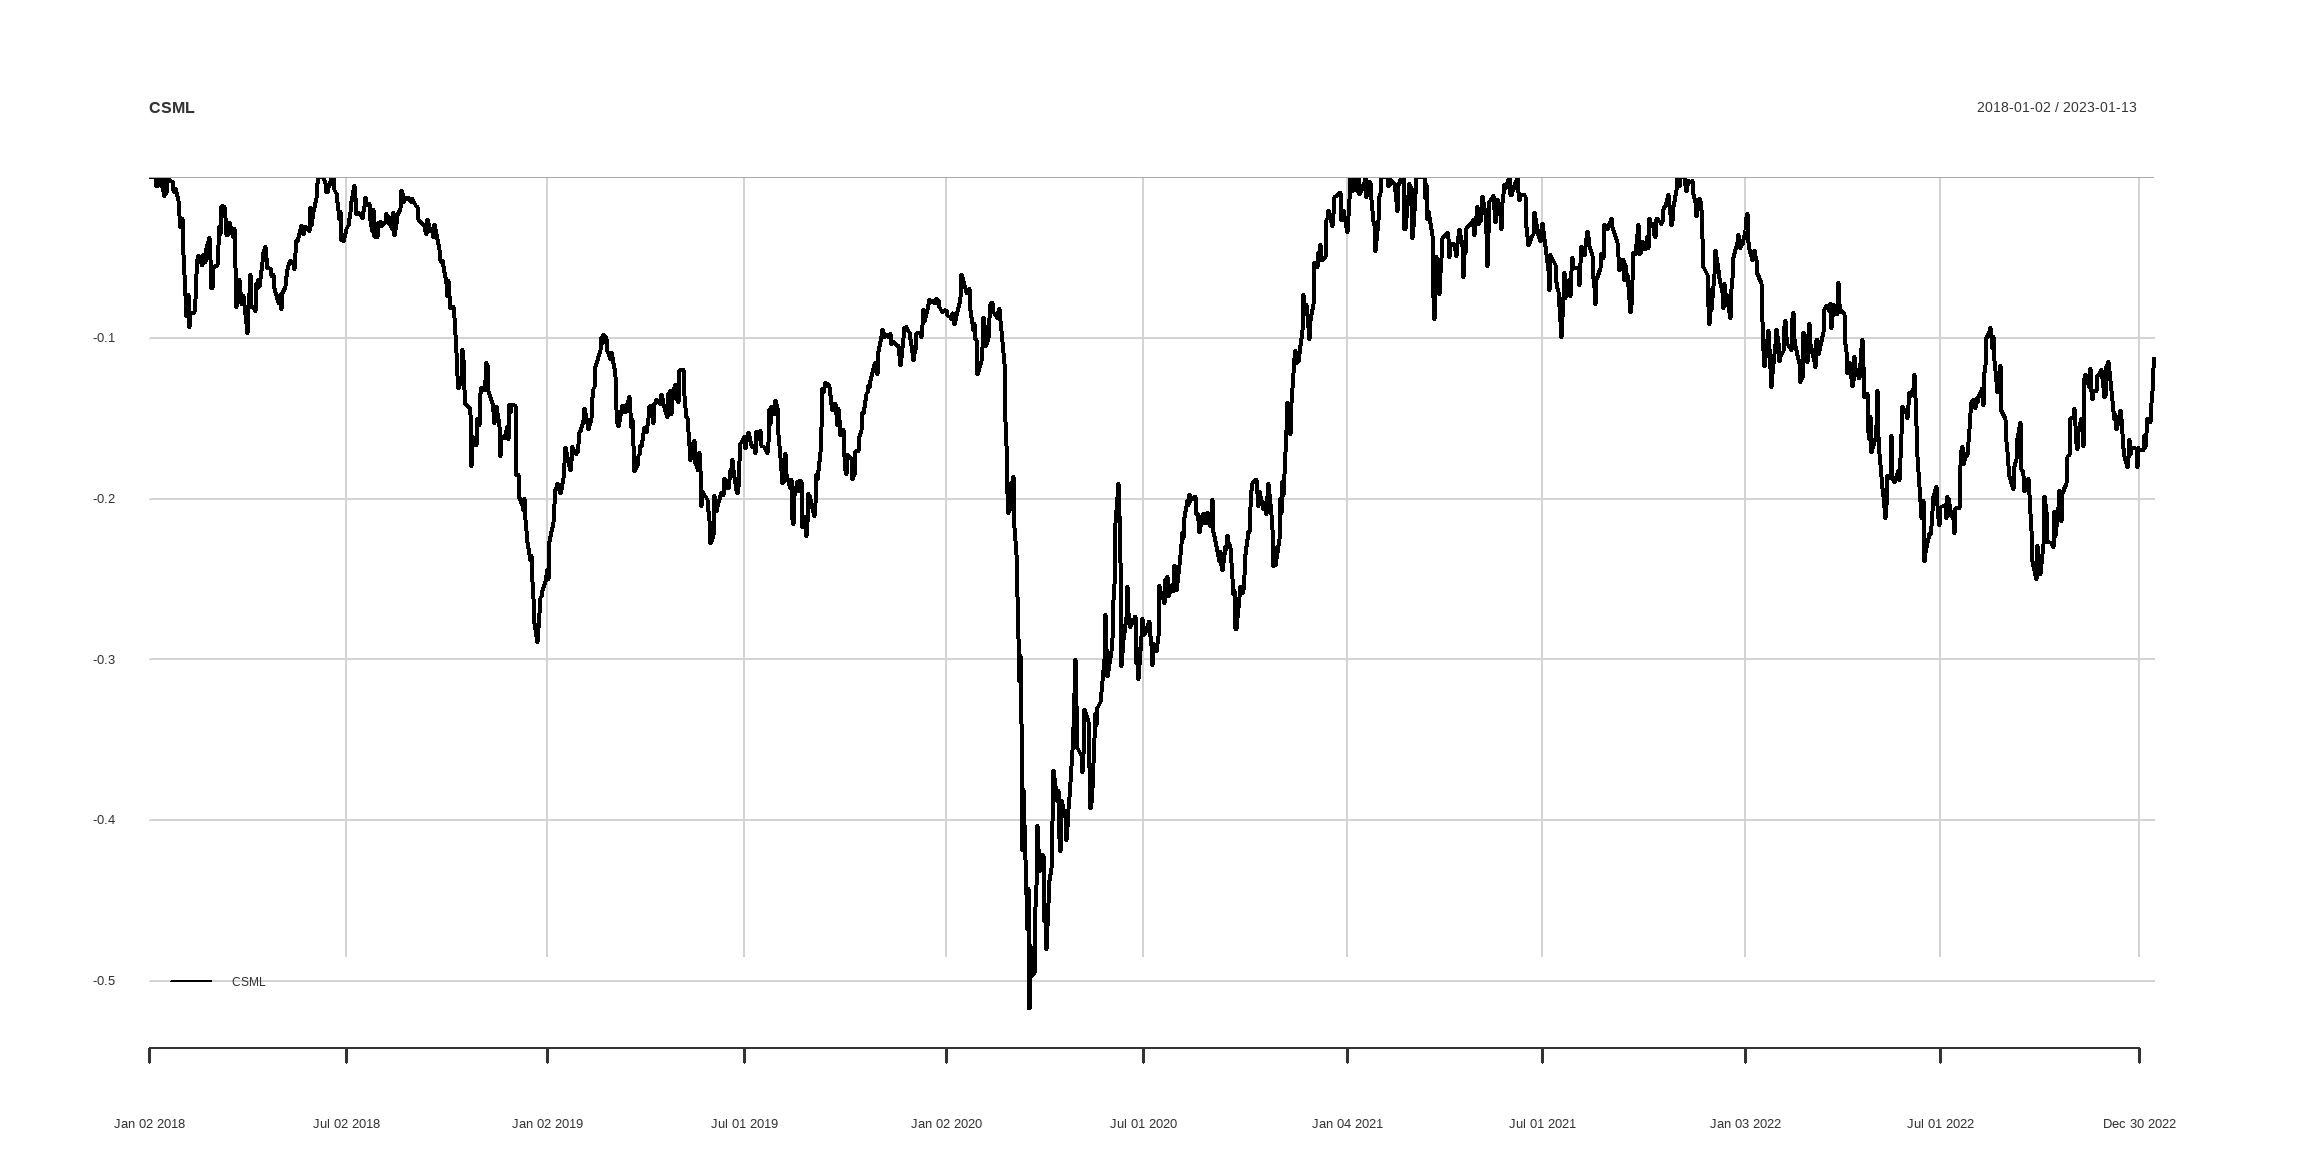 CSML
2018-01-02 / 2023-01-13
-0.1
-0.2
-0.3
-0.4
-0.5
CSML
Jan 02 2018
Jul 02 2018
Jan 02 2019
Jul 01 2019
Jan 02 2020
Jul 01 2020
Jan 04 2021
Jul 01 2021
Jan 03 2022
Jul 01 2022
Dec 30 2022